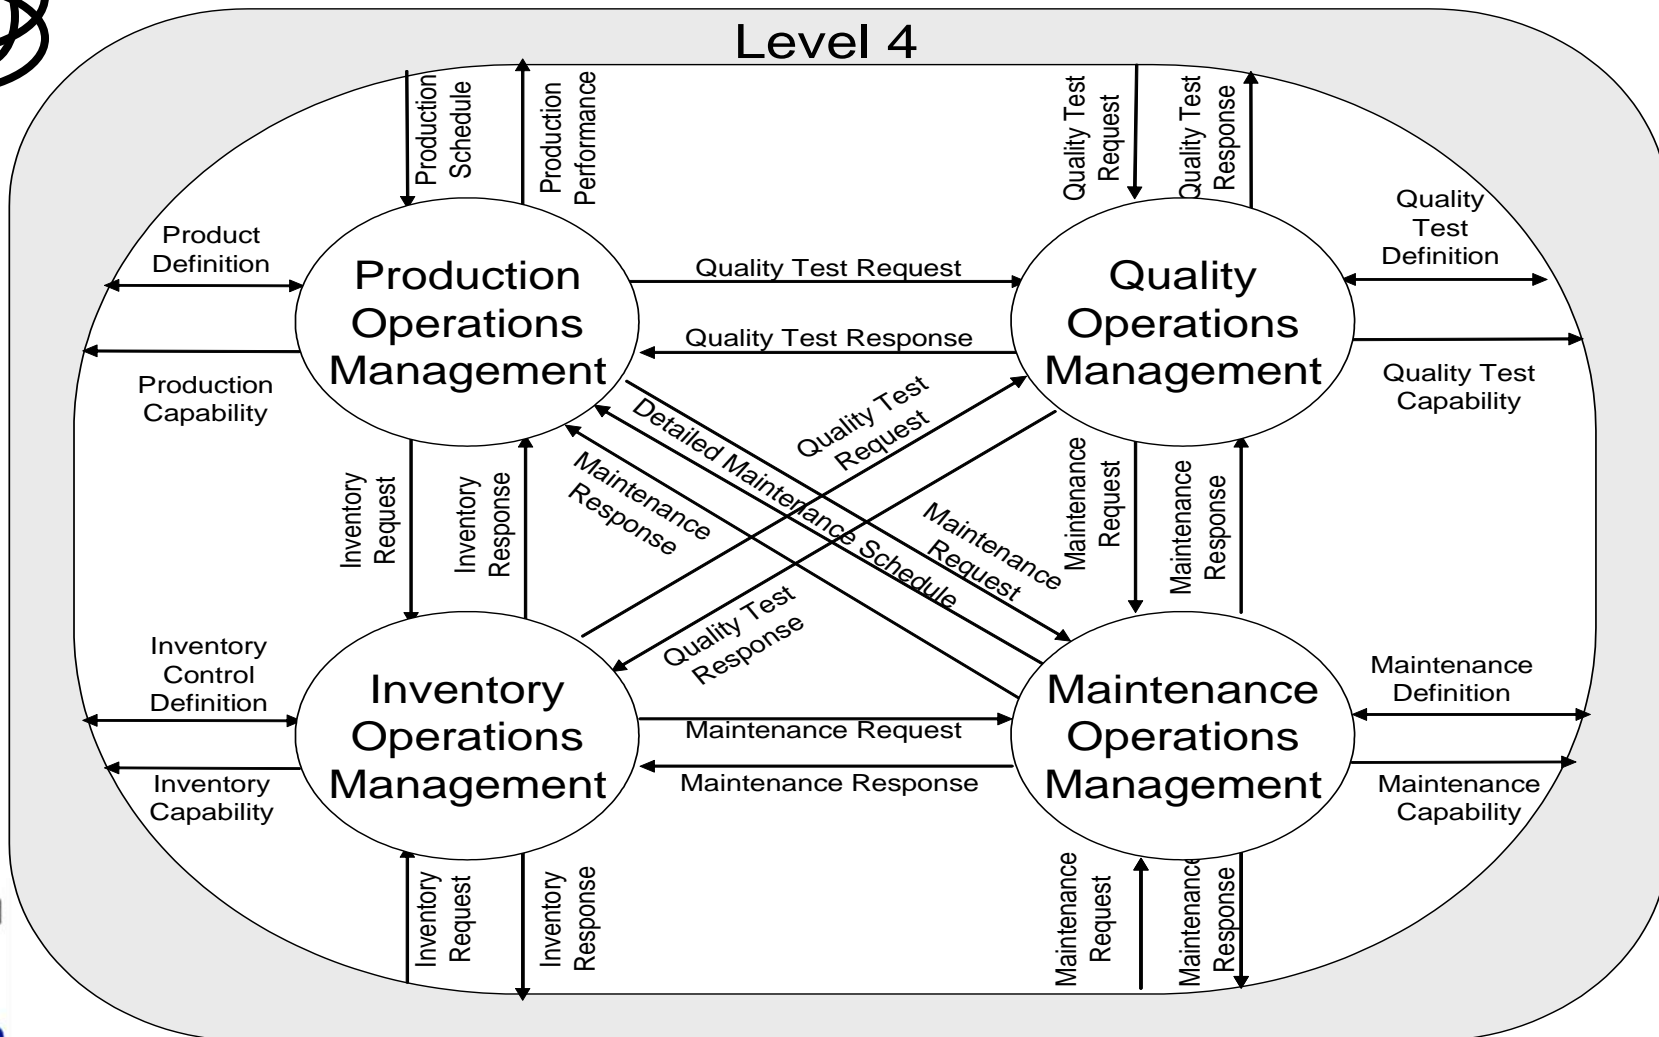 Level 4
Production
Schedule
Production
Performance
Quality Test
Request
Quality Test
Response
Product
Definition
Production
Operations
Management
Quality Test Request
Quality Test Response
Quality
Operations
Management
Quality
Test
Definition
Production
Capability
Quality Test
Capability
Inventory
Request
Inventory
Response
Maintenance
Response
Detailed Maintenance Schedule
Quality Test
Request
Maintenance
Request
Quality Test
Response
Maintenance
Request
Maintenance
Response
Inventory
Control
Definition
Inventory
Operations
Management
Maintenance Request
Maintenance Response
Maintenance
Operations
Management
Maintenance
Definition
Inventory
Capability
Maintenance
Capability
Inventory
Request
Inventory
Response
Maintenance
Request
Maintenance
Response